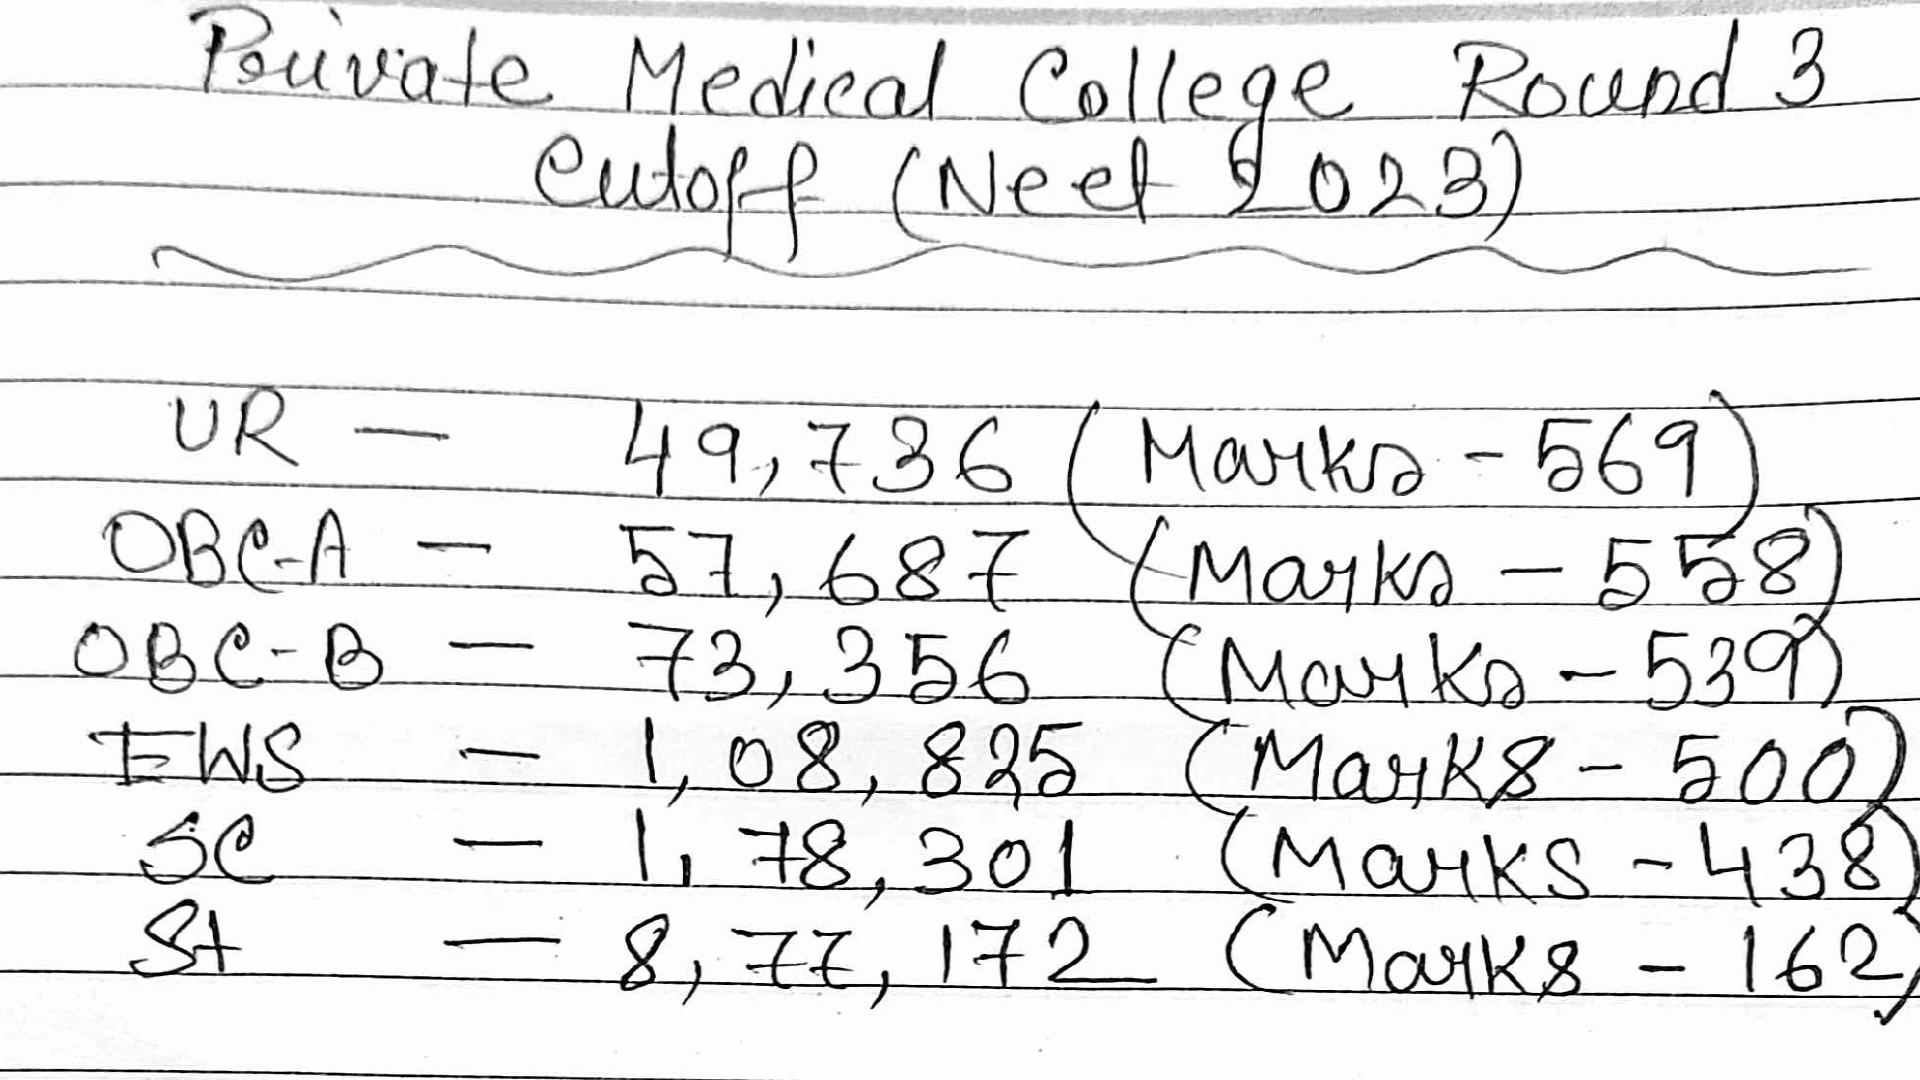 Private Medical College Round 3
Cutoff (Neet 2023)
UR — 49,736 (Marks - 569)
OBC-A — 57,687 (Marks - 558)
OBC-B — 73,356 (Marks - 539)
EWS — 1,08,825 (Marks - 500)
SC — 1,78,301 (Marks - 438)
St — 8,77,172 (Marks - 162)